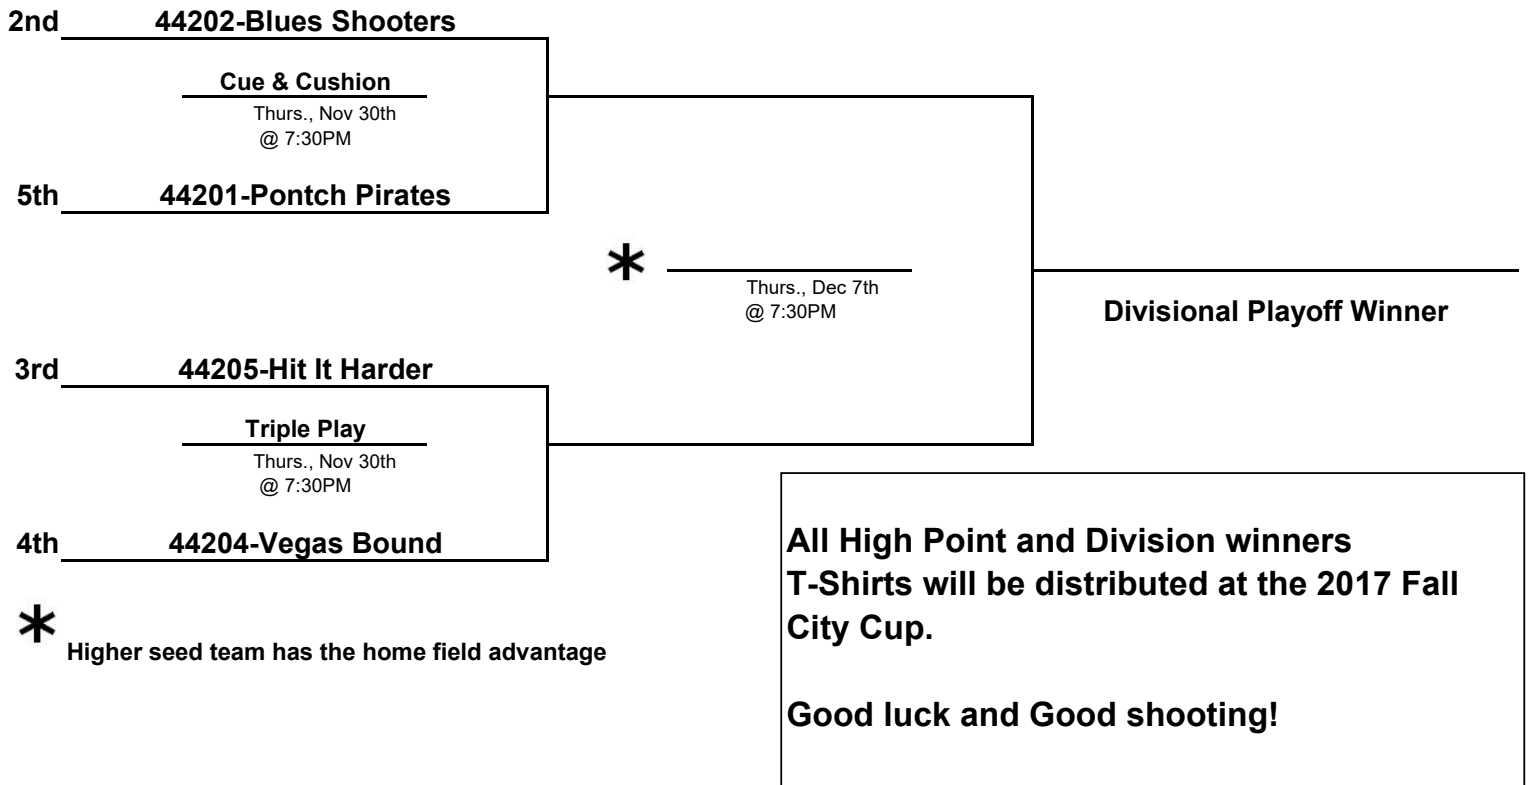 2nd 44202-Blues Shooters
Cue & Cushion
Thurs., Nov 30th
@ 7:30PM
5th 44201-Pontch Pirates
*
Thurs., Dec 7th
@ 7:30PM
Divisional Playoff Winner
3rd 44205-Hit It Harder
Triple Play
Thurs., Nov 30th
@ 7:30PM
4th 44204-Vegas Bound
* Higher seed team has the home field advantage
All High Point and Division winners
T-Shirts will be distributed at the 2017 Fall
City Cup.
Good luck and Good shooting!